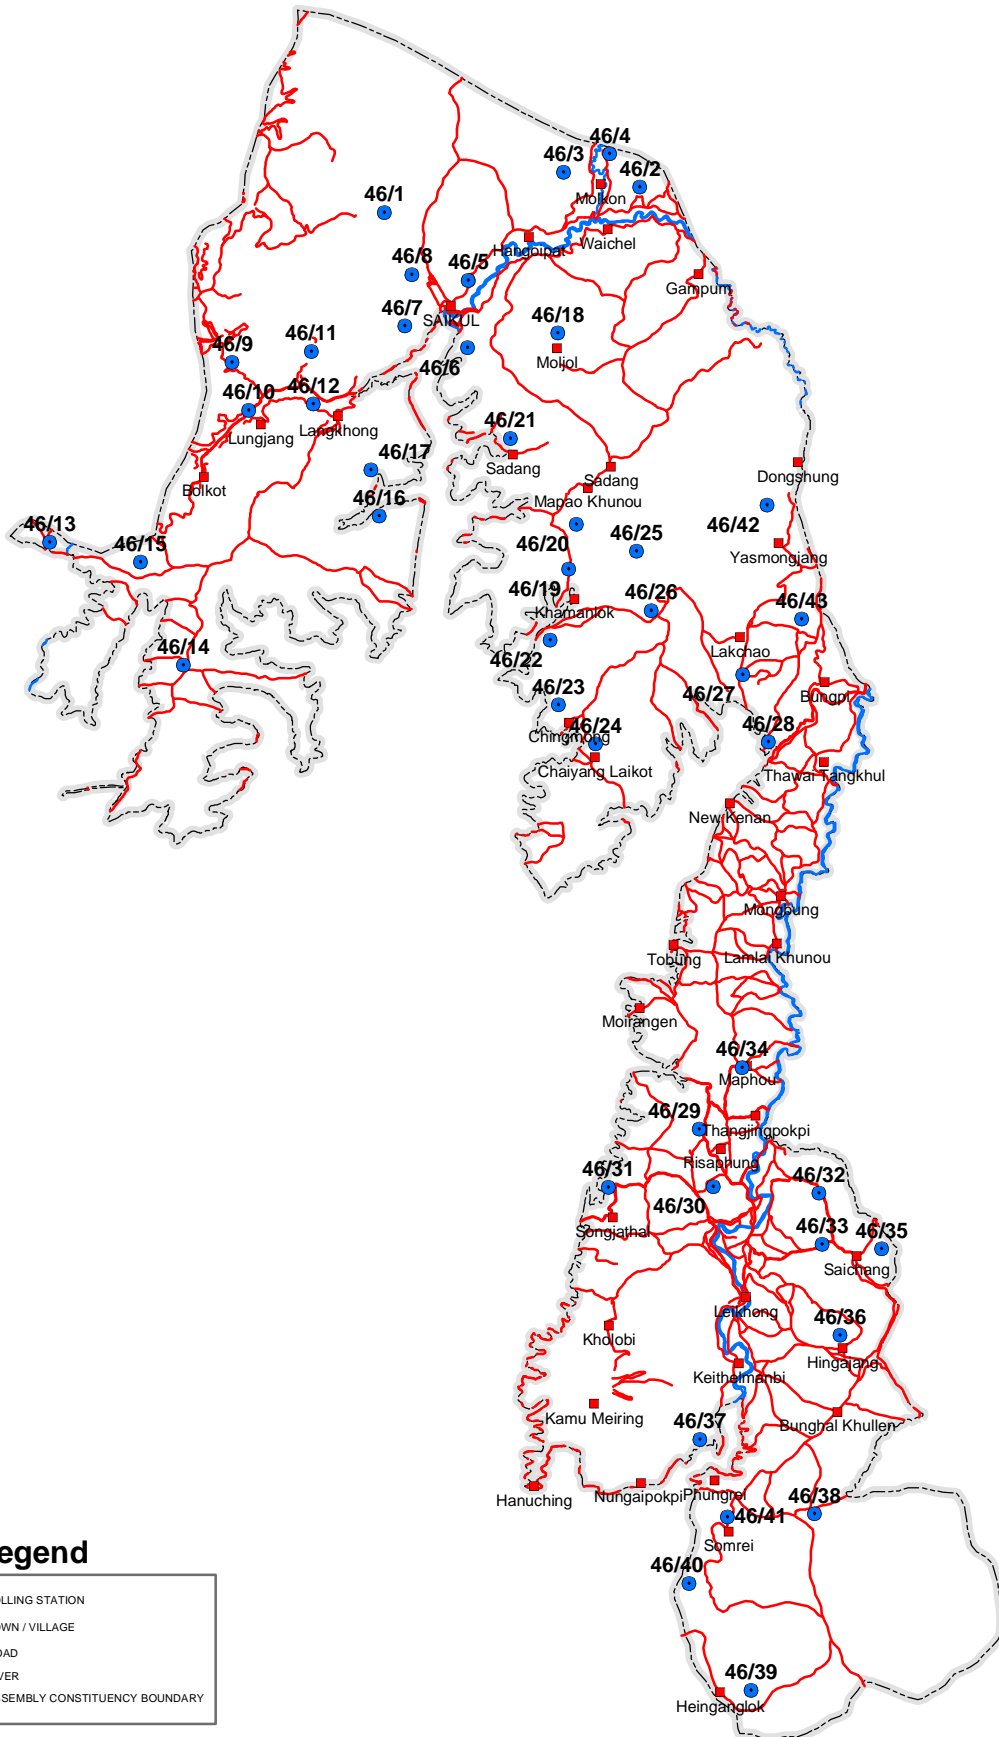 46/4
46/3
46/2
46/1
Molkon
Waichel
Hangoipat
46/8
46/5
Gampum
46/7
SAIKUL
46/18
46/11
46/9
46/6
Moljol
46/12
46/10
Langkhong
Lungjang
46/21
46/17
Sadang
Sadang
Dongshung
Bolkot
46/16
Mapao Khunou
46/42
46/13
46/25
46/15
46/20
Yasmongjang
46/19
Khamanlok
46/26
46/43
Lakchao
46/14
46/22
46/23
46/27
Bungpi
Chingmong
46/24
46/28
Chaiyang Laikot
Thawai Tangkhul
New Kenan
Mongbung
Tobung
Lamlai Khunou
Moirangen
46/34
Maphou
46/29
Thangjingpokpi
Risaphung
46/31
46/32
46/30
Songjathal
46/33
46/35
Saichang
Leikhong
46/36
Kholobi
Hingajang
Keithelmanbi
Kamu Meiring
46/37
Bunghal Khullen
Hanuching
Nungaipokpi
Phungrei
46/38
46/41
Somrei
46/40
46/39
Heinganglok
egend
LLING STATION
WN / VILLAGE
AD
VER
SEMBLY CONSTITUENCY BOUNDARY